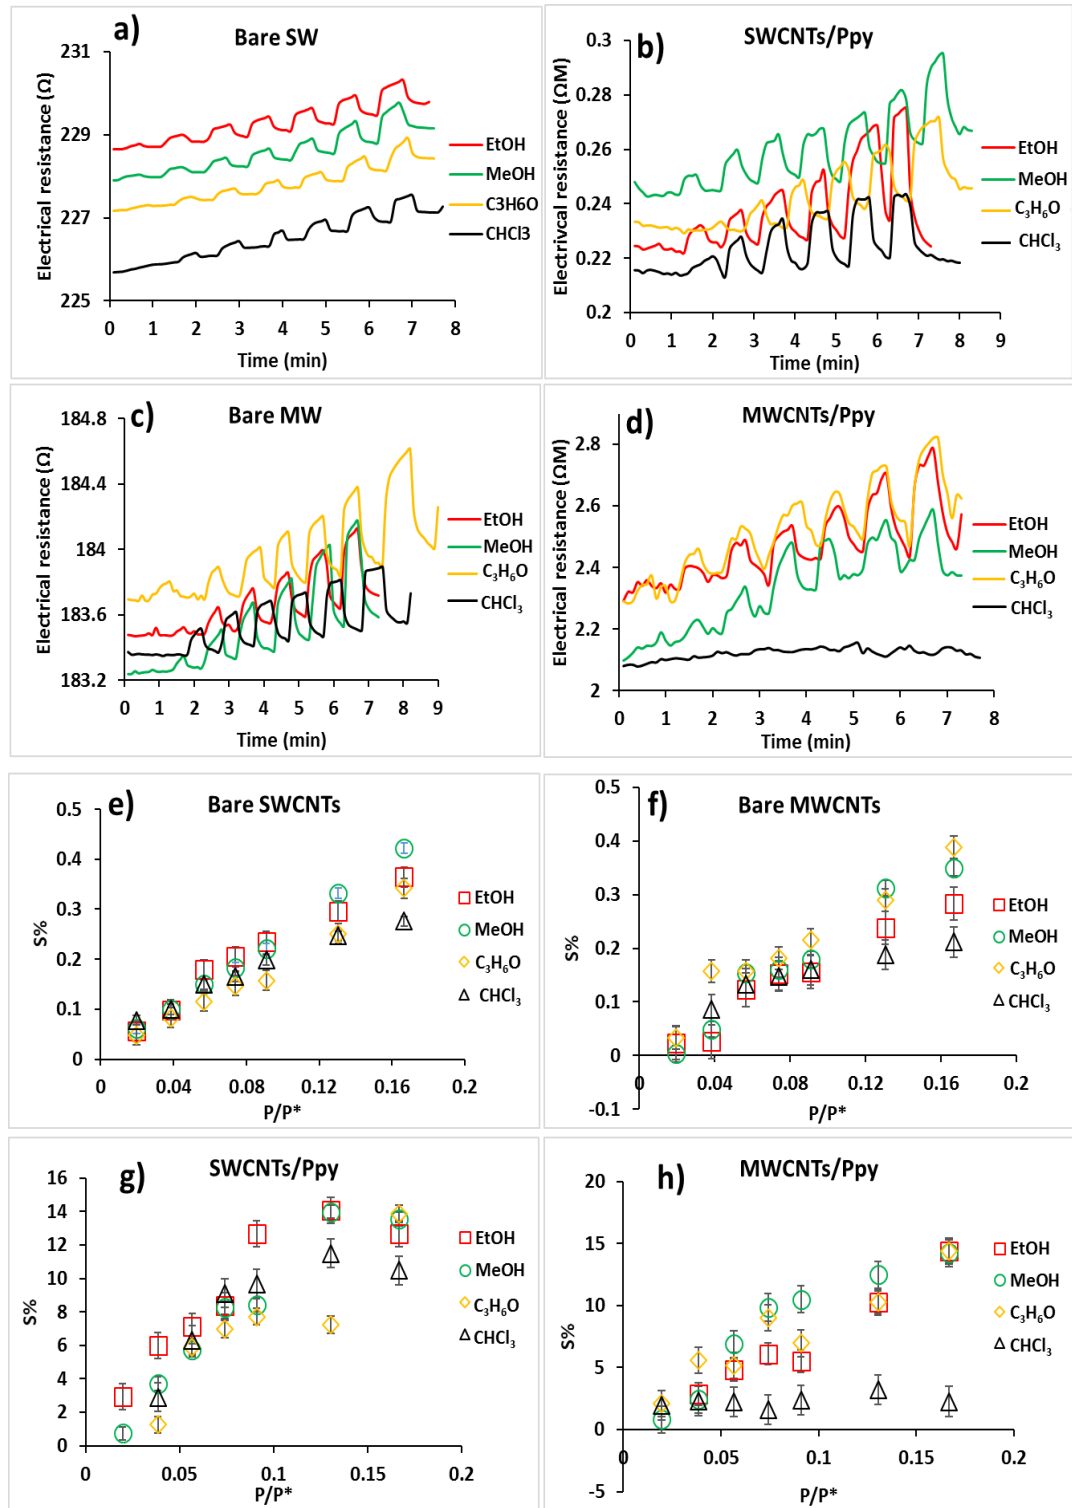 a)
Bare SW
Electrical resistance (Ω)
231
229
227
225
0 1 2 3 4 5 6 7 8
Time (min)
EtOH
MeOH
C3H6O
CHCl3
b)
SWCNTs/Ppy
Electrivcal resistance (ΩM)
0.3
0.28
0.26
0.24
0.22
0.2
0 1 2 3 4 5 6 7 8 9
Time (min)
EtOH
MeOH
C₃H₆O
CHCl₃
c)
Bare MW
Electrical resistance (Ω)
184.8
184.4
184
183.6
183.2
0 1 2 3 4 5 6 7 8 9
Time (min)
EtOH
MeOH
C₃H₆O
CHCl₃
d)
MWCNTs/Ppy
Electrical resistance (ΩM)
2.8
2.6
2.4
2.2
2
0 1 2 3 4 5 6 7 8
Time (min)
EtOH
MeOH
C₃H₆O
CHCl₃
e)
Bare SWCNTs
S%
0.5
0.4
0.3
0.2
0.1
0
0 0.04 0.08 0.12 0.16 0.2
P/P*
EtOH
MeOH
C₃H₆O
CHCl₃
f)
Bare MWCNTs
S%
0.5
0.4
0.3
0.2
0.1
0
-0.1
0 0.04 0.08 0.12 0.16 0.2
P/P*
EtOH
MeOH
C₃H₆O
CHCl₃
g)
SWCNTs/Ppy
S%
16
14
12
10
8
6
4
2
0
0 0.05 0.1 0.15 0.2
P/P*
EtOH
MeOH
C₃H₆O
CHCl₃
h)
MWCNTs/Ppy
S%
20
15
10
5
0
-5
0 0.05 0.1 0.15 0.2
P/P*
EtOH
MeOH
C₃H₆O
CHCl₃